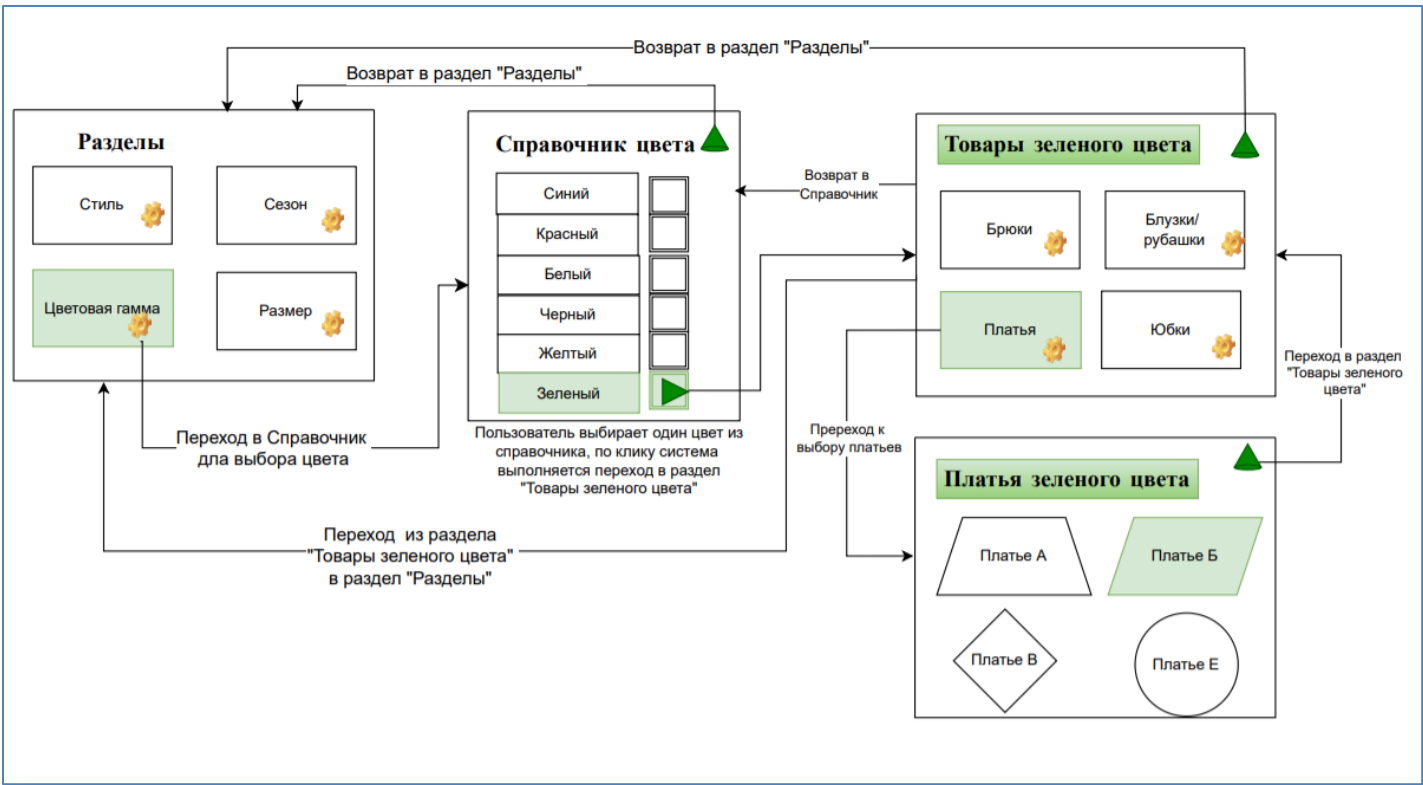 Возврат в раздел "Разделы"
Возврат в раздел "Разделы"
Разделы
Стиль
Сезон
Цветовая гамма
Размер
Переход в Справочник
дла выбора цвета
Справочник цвета
Синий
Красный
Белый
Черный
Желтый
Зеленый
Пользователь выбирает один цвет из
справочника, по клику система
выполняется переход в раздел
"Товары зеленого цвета"
Переход из раздела
"Товары зеленого цвета"
в раздел "Разделы"
Возврат в
Справочник
Товары зеленого цвета
Брюки
Блузки/
рубашки
Платья
Юбки
Пререход к
выбору платьев
Переход в раздел
"Товары зеленого
цвета"
Платья зеленого цвета
Платье А
Платье Б
Платье В
Платье Е